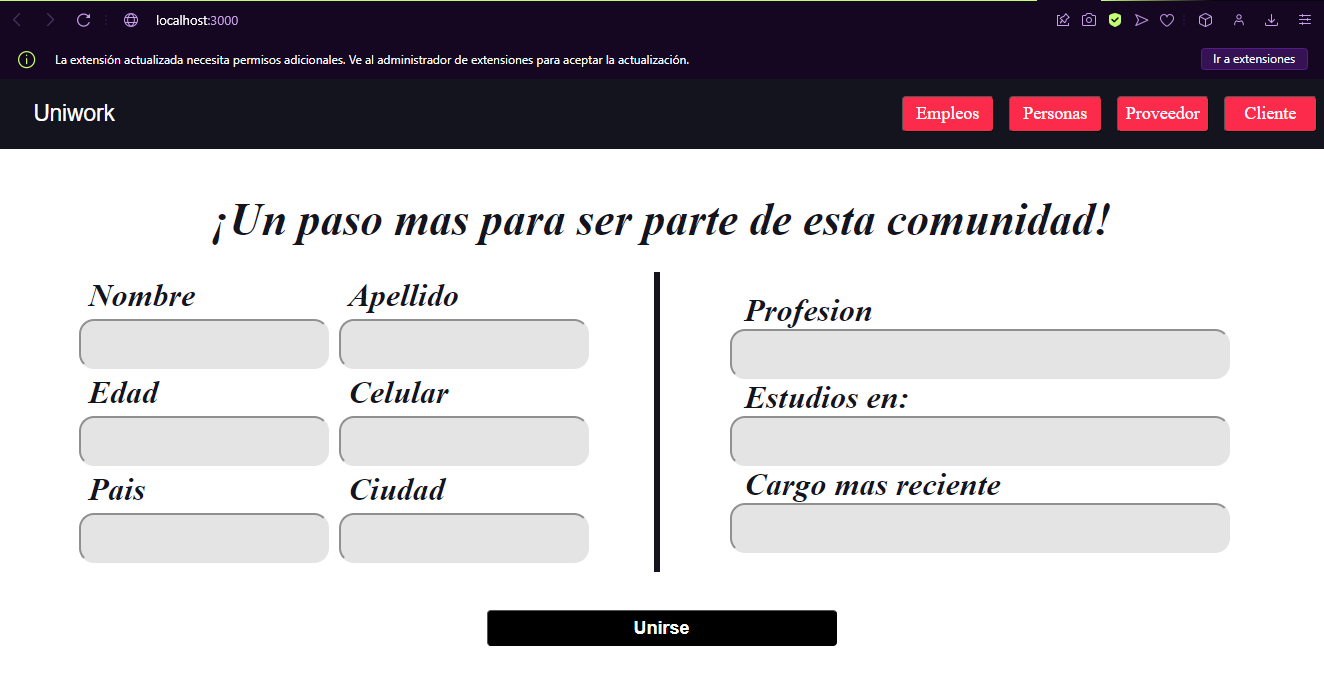 localhost:3000
La extensión actualizada necesita permisos adicionales. Ve al administrador de extensiones para aceptar la actualización.
Ir a extensiones
Uniwork
Empleos
Personas
Proveedor
Cliente
¡Un paso mas para ser parte de esta comunidad!
Nombre
Apellido
Edad
Celular
Pais
Ciudad
Profesion
Estudios en:
Cargo mas reciente
Unirse